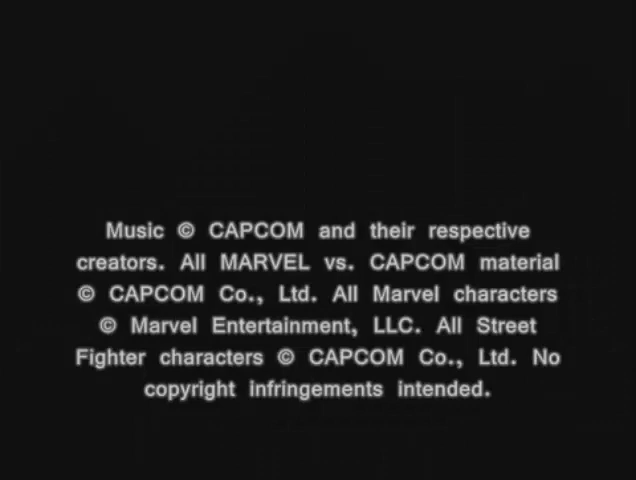 Music © CAPCOM and their respective
creators. All MARVEL vs. CAPCOM material
© CAPCOM Co., Ltd. All Marvel characters
© Marvel Entertainment, LLC. All Street
Fighter characters © CAPCOM Co., Ltd. No
copyright infringements intended.